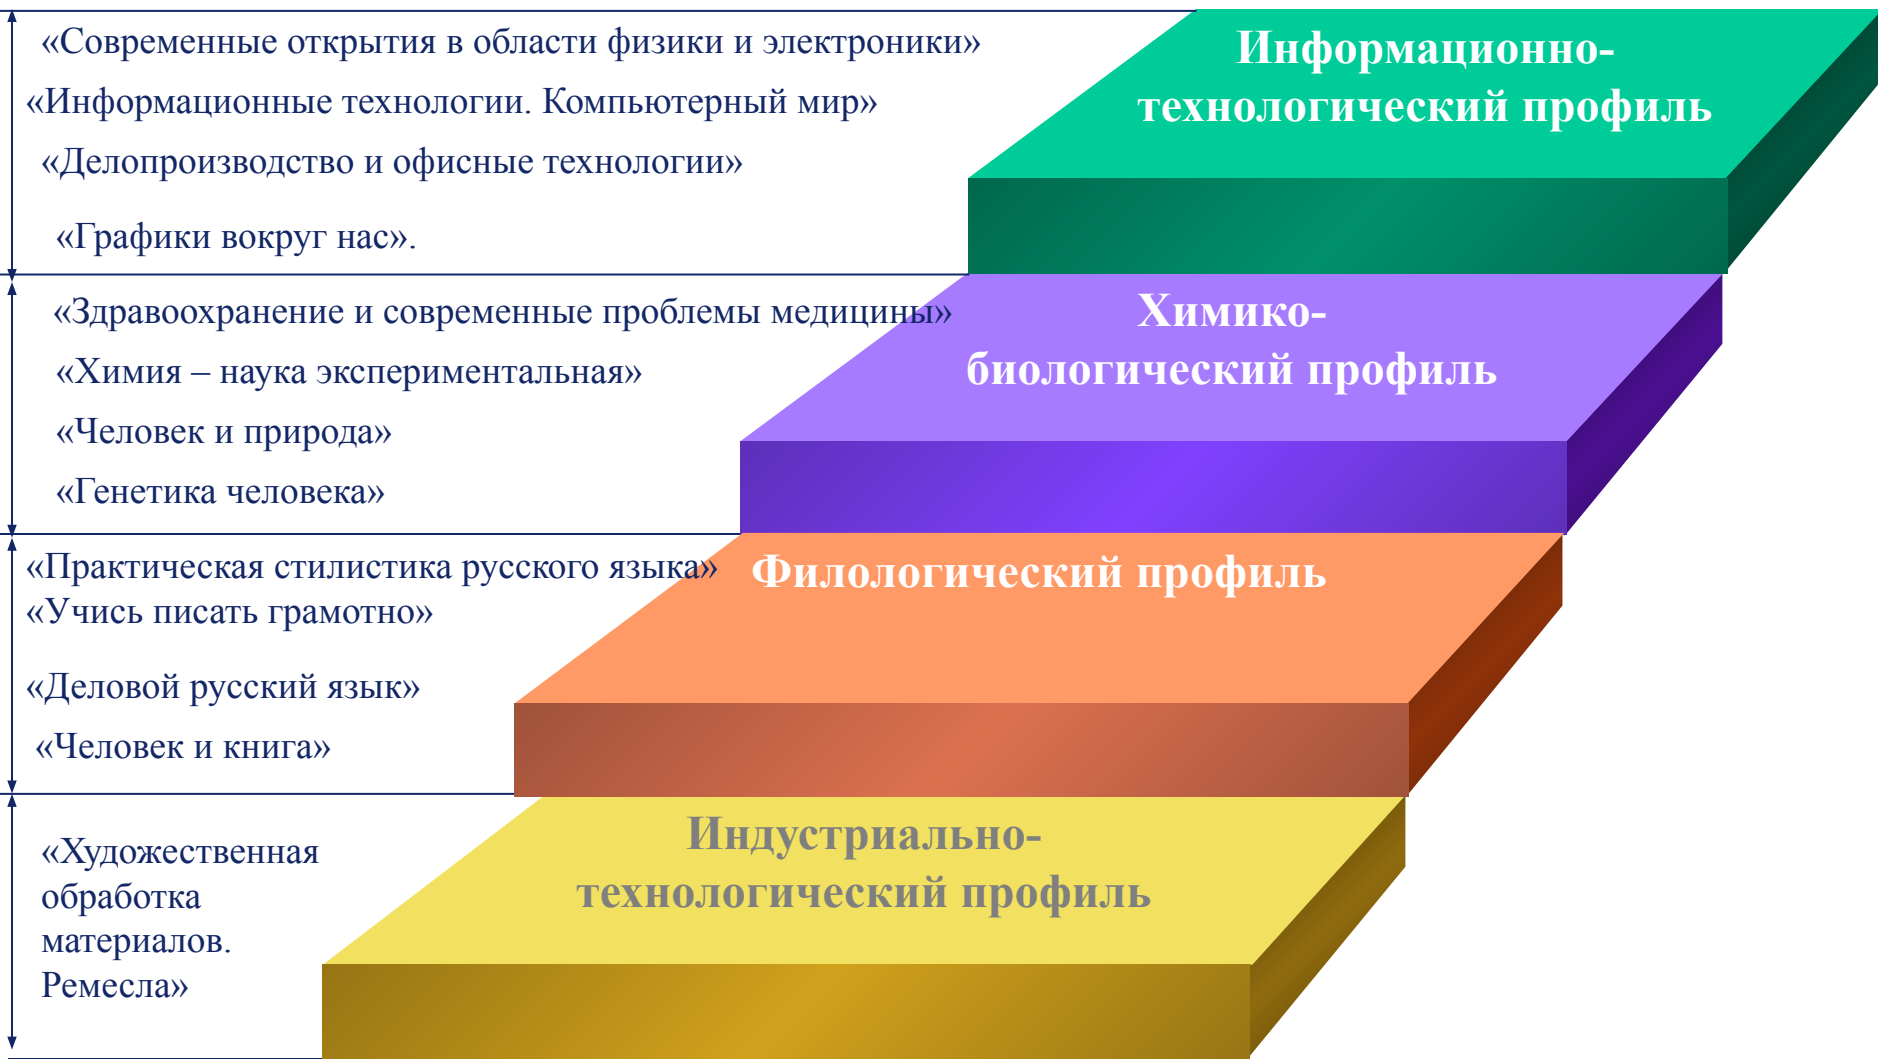 «Современные открытия в области физики и электроники»
«Информационные технологии. Компьютерный мир»
«Делопроизводство и офисные технологии»
«Графики вокруг нас».
Информационно-
технологический профиль
«Здравоохранение и современные проблемы медицины»
«Химия – наука экспериментальная»
«Человек и природа»
«Генетика человека»
Химико-
биологический профиль
«Практическая стилистика русского языка»
«Учись писать грамотно»
«Деловой русский язык»
«Человек и книга»
Филологический профиль
«Художественная
обработка
материалов.
Ремесла»
Индустриально-
технологический профиль